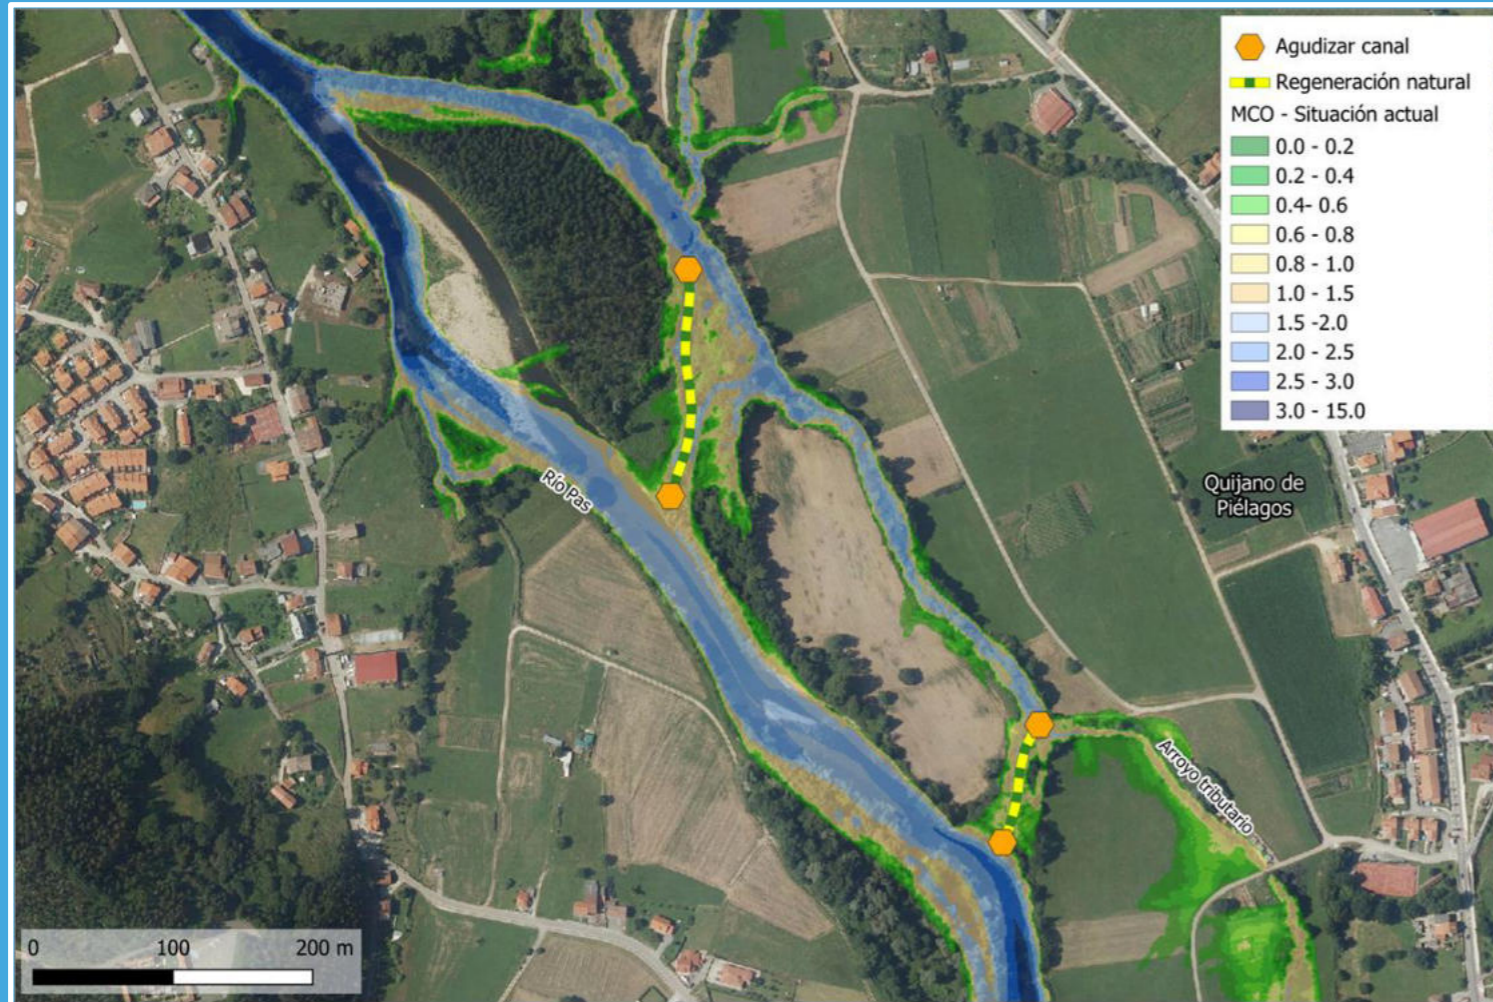 Agudizar canal
Regeneración natural
MCO - Situación actual
0.0 - 0.2
0.2 - 0.4
0.4- 0.6
0.6 - 0.8
0.8 - 1.0
1.0 - 1.5
1.5 -2.0
2.0 - 2.5
2.5 - 3.0
3.0 - 15.0
Río Pas
Quijano de
Piélagos
Arroyo tributario
0 100 200 m